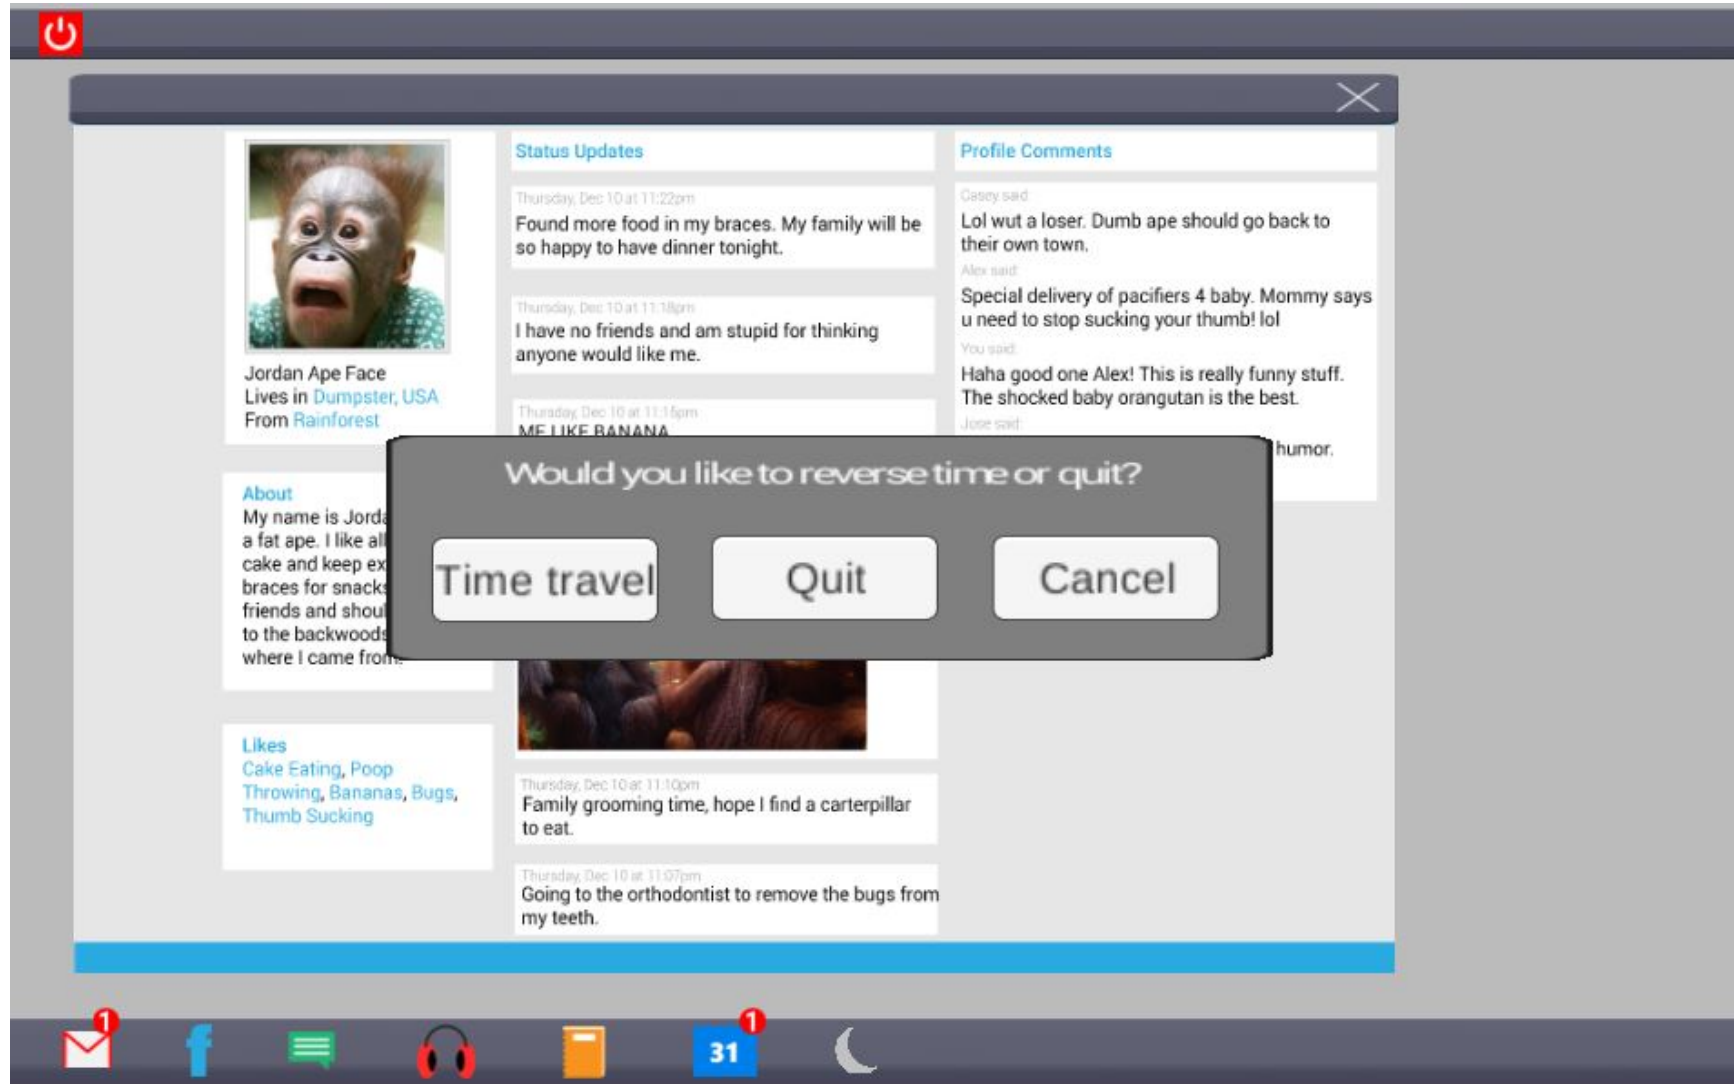 Jordan Ape Face
Lives in Dumpster, USA
From Rainforest
About
My name is Jorda
a fat ape. I like all
cake and keep ex
braces for snacks
friends and shoul
to the backwoods
where I came from.
Likes
Cake Eating, Poop
Throwing, Bananas, Bugs,
Thumb Sucking
Status Updates
Thursday, Dec 10 at 11:22pm
Found more food in my braces. My family will be
so happy to have dinner tonight.
Thursday, Dec 10 at 11:18pm
I have no friends and am stupid for thinking
anyone would like me.
Thursday, Dec 10 at 11:15pm
ME LIKE BANANA
Thursday, Dec 10 at 11:10pm
Family grooming time, hope I find a carterpillar
to eat.
Thursday, Dec 10 at 11:07pm
Going to the orthodontist to remove the bugs from
my teeth.
Profile Comments
Casey said:
Lol wut a loser. Dumb ape should go back to
their own town.
Alex said:
Special delivery of pacifiers 4 baby. Mommy says
u need to stop sucking your thumb! lol
You said:
Haha good one Alex! This is really funny stuff.
The shocked baby orangutan is the best.
Jose said:
humor.
Would you like to reverse time or quit?
Time travel
Quit
Cancel
1
f
31
1